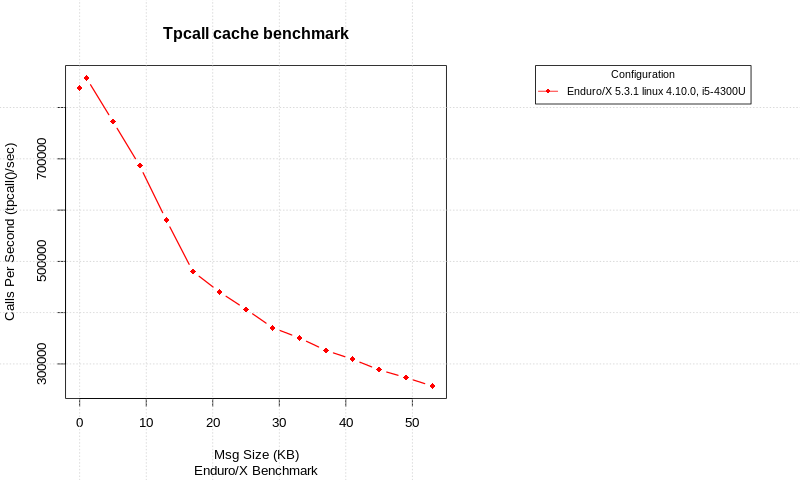 Tpcall cache benchmark
Configuration
Enduro/X 5.3.1 linux 4.10.0, i5-4300U
Calls Per Second (tpcall()/sec)
700000
500000
300000
0 10 20 30 40 50
Msg Size (KB)
Enduro/X Benchmark